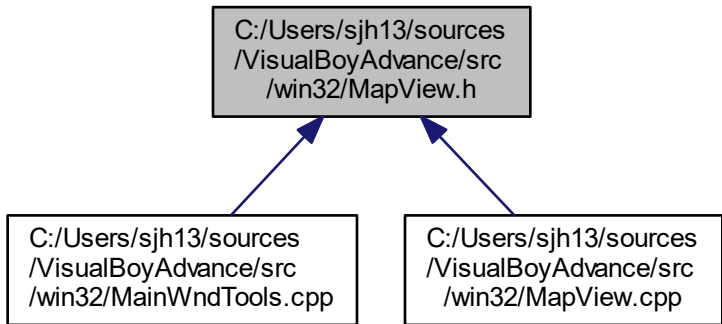 C:/Users/sjh13/sources
/VisualBoyAdvance/src
/win32/MapView.h
C:/Users/sjh13/sources
/VisualBoyAdvance/src
/win32/MainWndTools.cpp
C:/Users/sjh13/sources
/VisualBoyAdvance/src
/win32/MapView.cpp